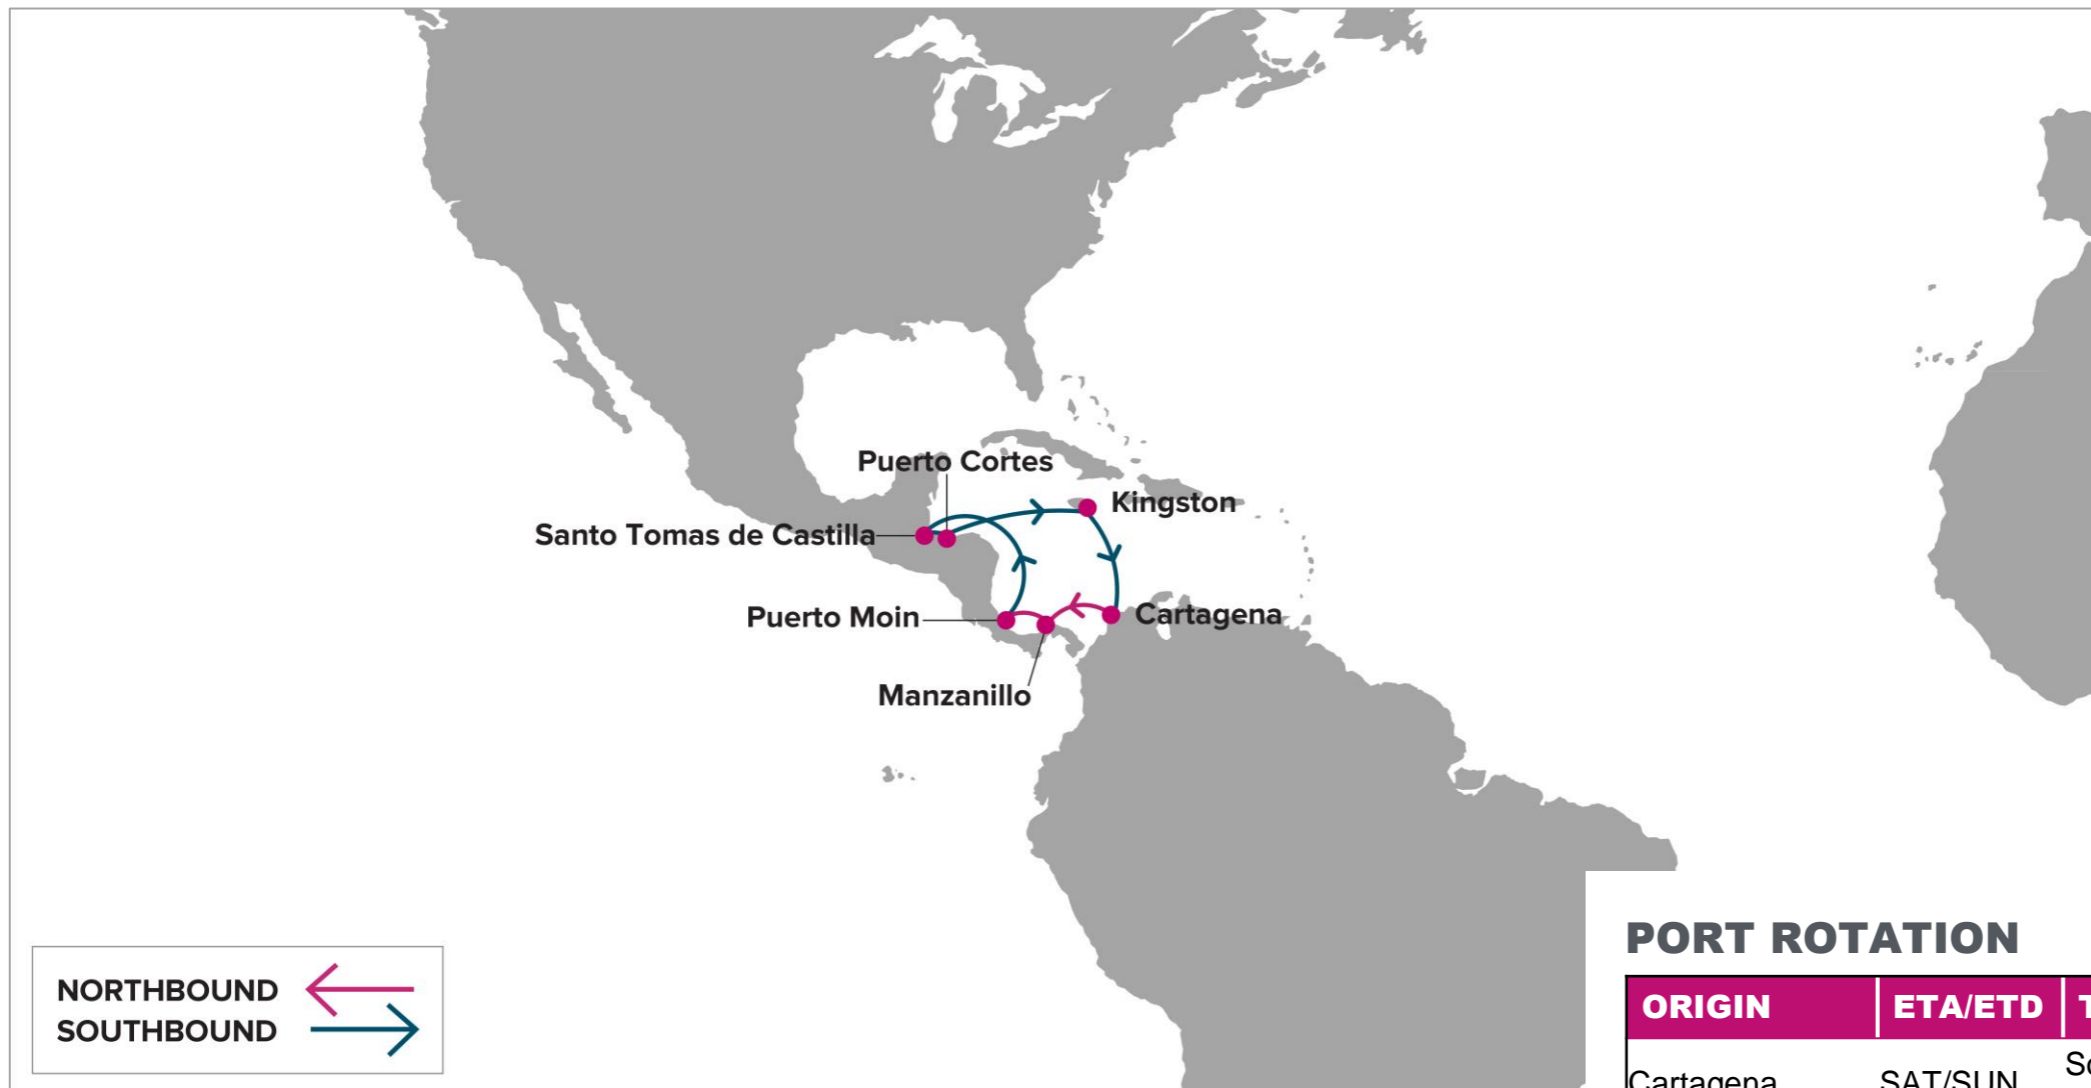 Puerto Cortes
Kingston
Santo Tomas de Castilla
Puerto Moin
Cartagena
Manzanillo
NORTHBOUND
SOUTHBOUND
PORT ROTATION
ORIGIN ETA/ETD
Cartagena SAT/SUN